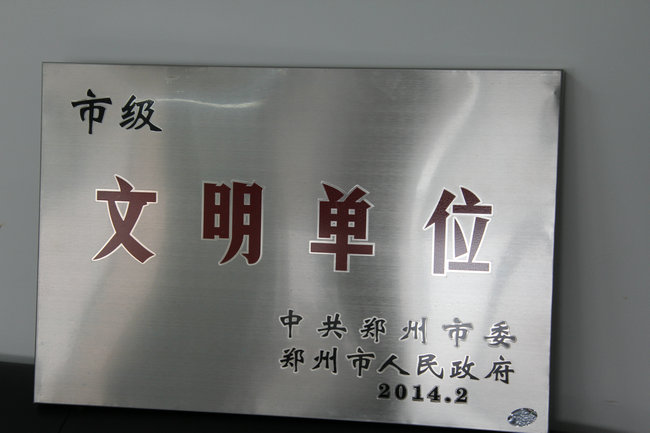 市级
文明单位
中共郑州市委
郑州市人民政府
2014.2